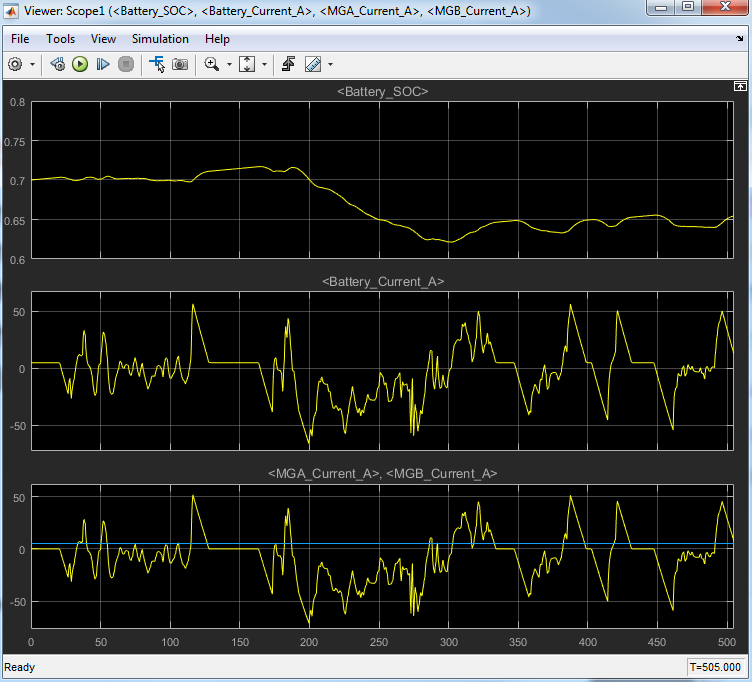 Viewer: Scope1 (<Battery_SOC>, <Battery_Current_A>, <MGA_Current_A>, <MGB_Current_A>)
File Tools View Simulation Help
<Battery_SOC>
0.8
0.75
0.7
0.65
0.6
<Battery_Current_A>
50
0
-50
<MGA_Current_A>, <MGB_Current_A>
50
0
-50
0 50 100 150 200 250 300 350 400 450 500
Ready T=505.000